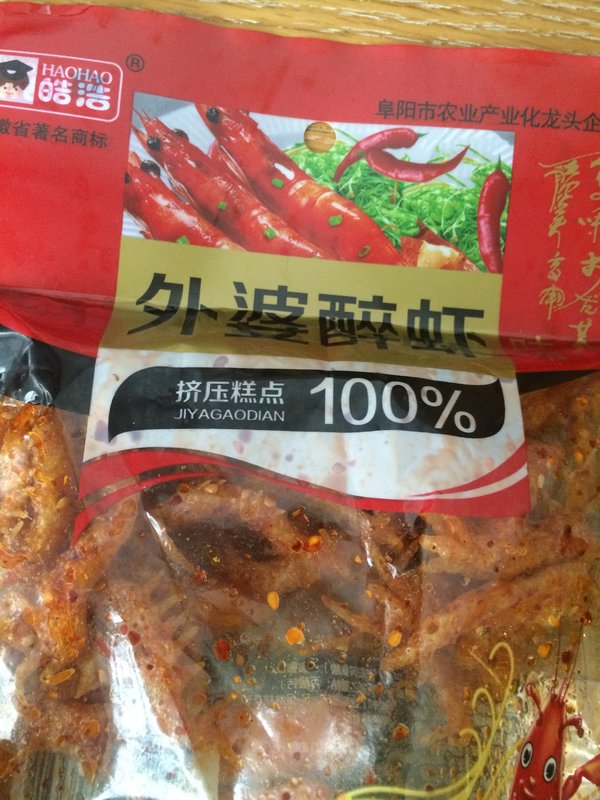 HAOHAO
皓浩
®
徽省著名商标
阜阳市农业产业化龙头企
外婆醉虾
味
挤压糕点
JIYAGAODIAN
100%